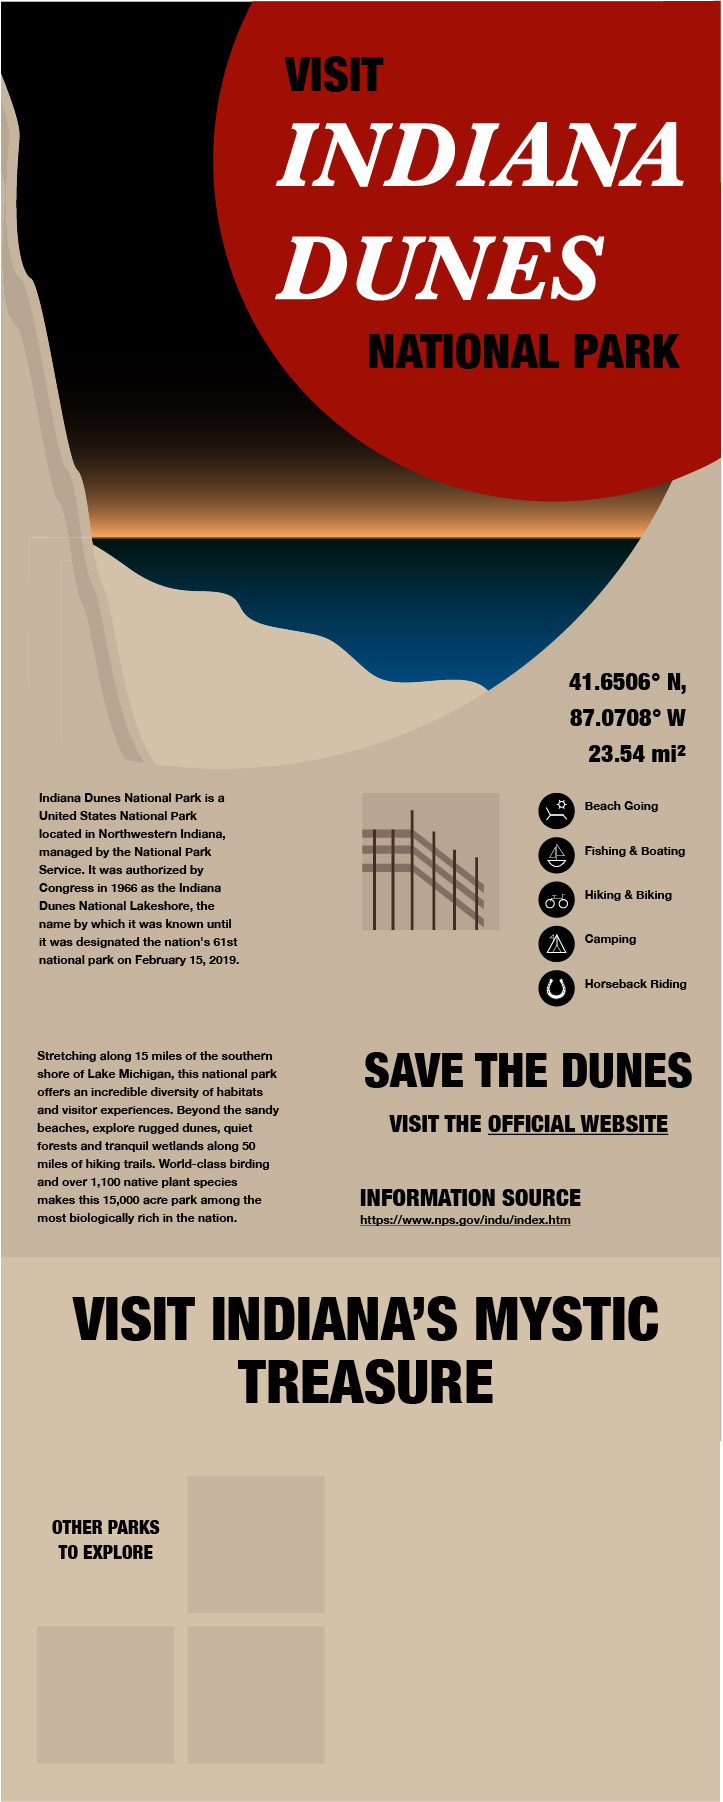 VISIT
INDIANA
DUNES
NATIONAL PARK
41.6506° N,
87.0708° W
23.54 mi²
Indiana Dunes National Park is a
United States National Park
located in Northwestern Indiana,
managed by the National Park
Service. It was authorized by
Congress in 1966 as the Indiana
Dunes National Lakeshore, the
name by which it was known until
it was designated the nation's 61st
national park on February 15, 2019.
Beach Going
Fishing & Boating
Hiking & Biking
Camping
Horseback Riding
Stretching along 15 miles of the southern
shore of Lake Michigan, this national park
offers an incredible diversity of habitats
and visitor experiences. Beyond the sandy
beaches, explore rugged dunes, quiet
forests and tranquil wetlands along 50
miles of hiking trails. World-class birding
and over 1,100 native plant species
makes this 15,000 acre park among the
most biologically rich in the nation.
SAVE THE DUNES
VISIT THE OFFICIAL WEBSITE
INFORMATION SOURCE
https://www.nps.gov/indu/index.htm
VISIT INDIANA’S MYSTIC
TREASURE
OTHER PARKS
TO EXPLORE